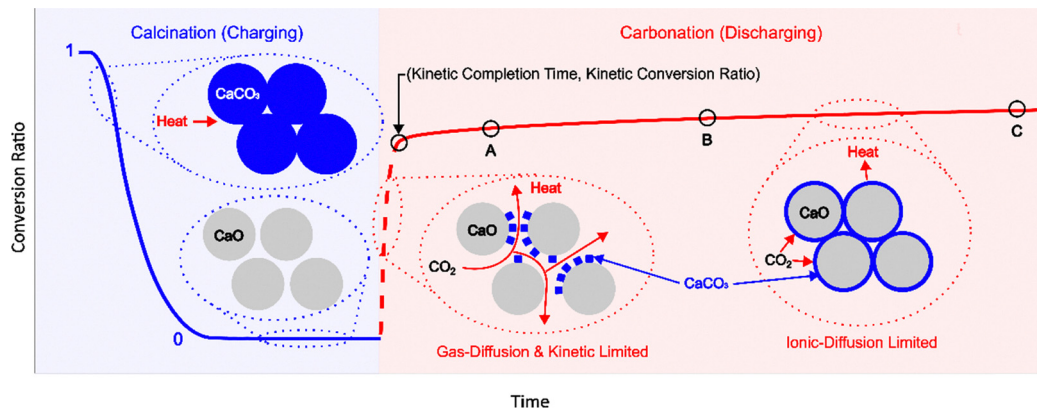 Calcination (Charging)
Carbonation (Discharging)
1
CaCO₃
Heat
(Kinetic Completion Time, Kinetic Conversion Ratio)
A
B
C
Conversion Ratio
CaO
Heat
CaO
CO₂
CaCO₃
Heat
CaO
CO₂
0
Gas-Diffusion & Kinetic Limited
Ionic-Diffusion Limited
Time